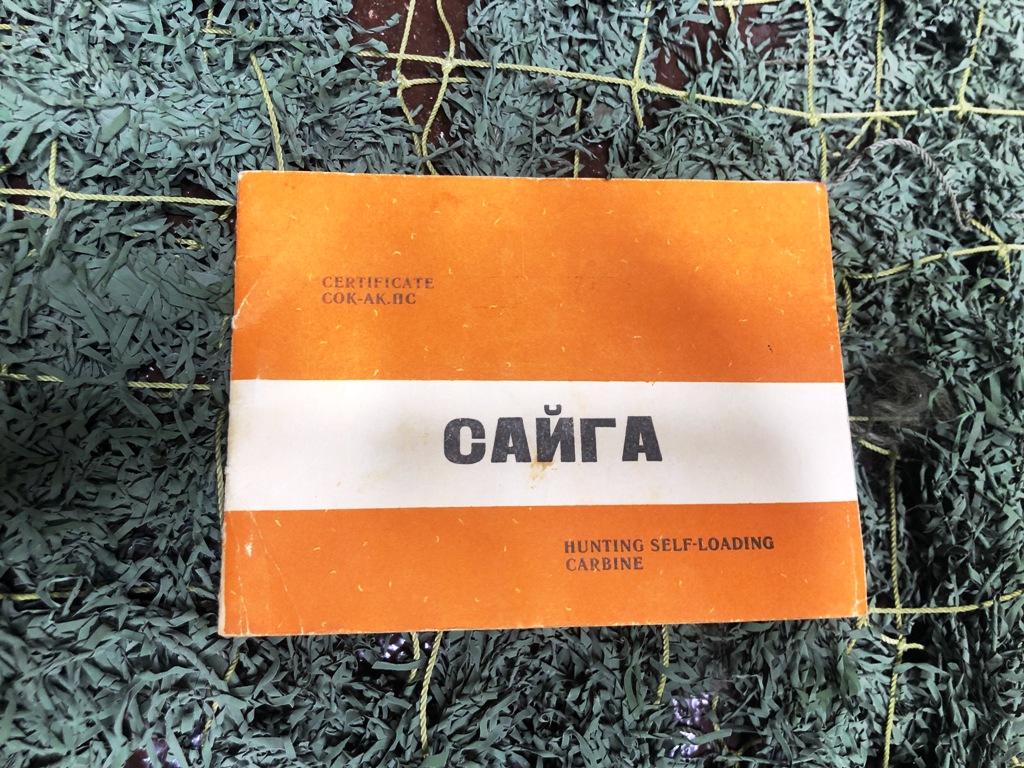 CERTIFICATE
СОК-АК.ПС
САЙГА
HUNTING SELF-LOADING
CARBINE